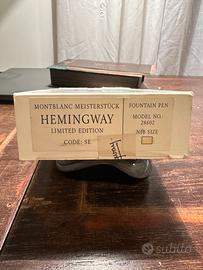 MONTBLANC MEISTERSTÜCK
HEMINGWAY
LIMITED EDITION
CODE: SE
FOUNTAIN PEN
MODEL NO.:
28602
NIB SIZE
subito